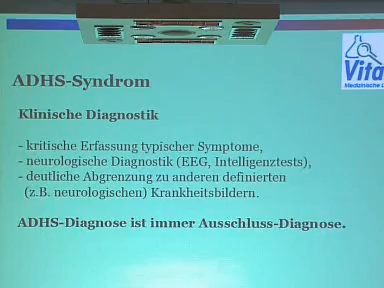 ADHS-Syndrom
Vita
Medizinische
Klinische Diagnostik
- kritische Erfassung typischer Symptome,
- neurologische Diagnostik (EEG, Intelligenztests),
- deutliche Abgrenzung zu anderen definierten
(z.B. neurologischen) Krankheitsbildern.
ADHS-Diagnose ist immer Ausschluss-Diagnose.